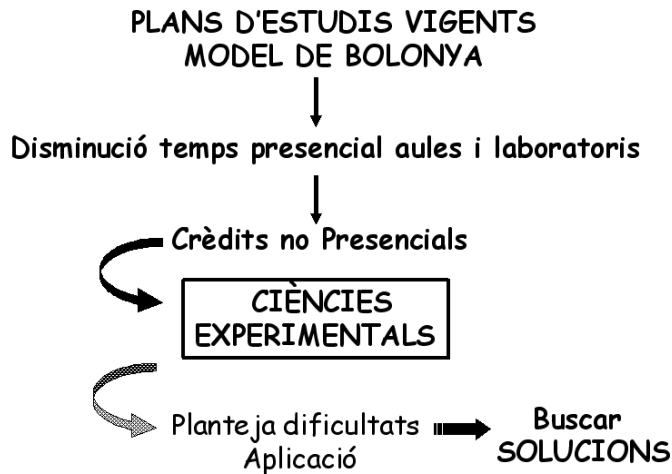 PLANS D'ESTUDIS VIGENTS
MODEL DE BOLONYA
Disminució temps presencial aules i laboratoris
Crèdits no Presencials
CIÈNCIES
EXPERIMENTALS
Planteja dificultats
Aplicació
Buscar
SOLUCIONS